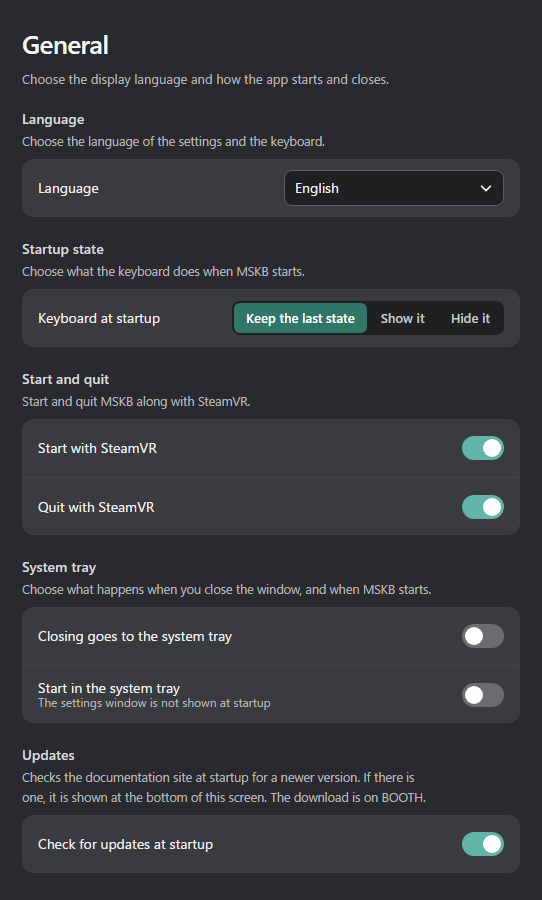 General
Choose the display language and how the app starts and closes.
Language
Choose the language of the settings and the keyboard.
Language
English
Startup state
Choose what the keyboard does when MSKB starts.
Keyboard at startup
Keep the last state
Show it
Hide it
Start and quit
Start and quit MSKB along with SteamVR.
Start with SteamVR
Quit with SteamVR
System tray
Choose what happens when you close the window, and when MSKB starts.
Closing goes to the system tray
Start in the system tray
The settings window is not shown at startup
Updates
Checks the documentation site at startup for a newer version. If there is
one, it is shown at the bottom of this screen. The download is on BOOTH.
Check for updates at startup